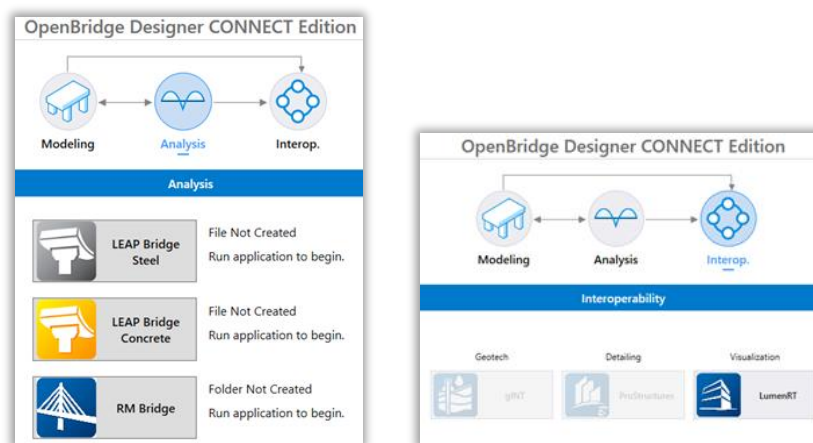 OpenBridge Designer CONNECT Edition
Modeling
Analysis
Interop.
Analysis
LEAP Bridge
Steel
File Not Created
Run application to begin.
LEAP Bridge
Concrete
File Not Created
Run application to begin.
RM Bridge
Folder Not Created
Run application to begin.
OpenBridge Designer CONNECT Edition
Modeling
Analysis
Interop.
Interoperability
Geotech
Detailing
Visualization
gINT
ProStructures
LumenRT